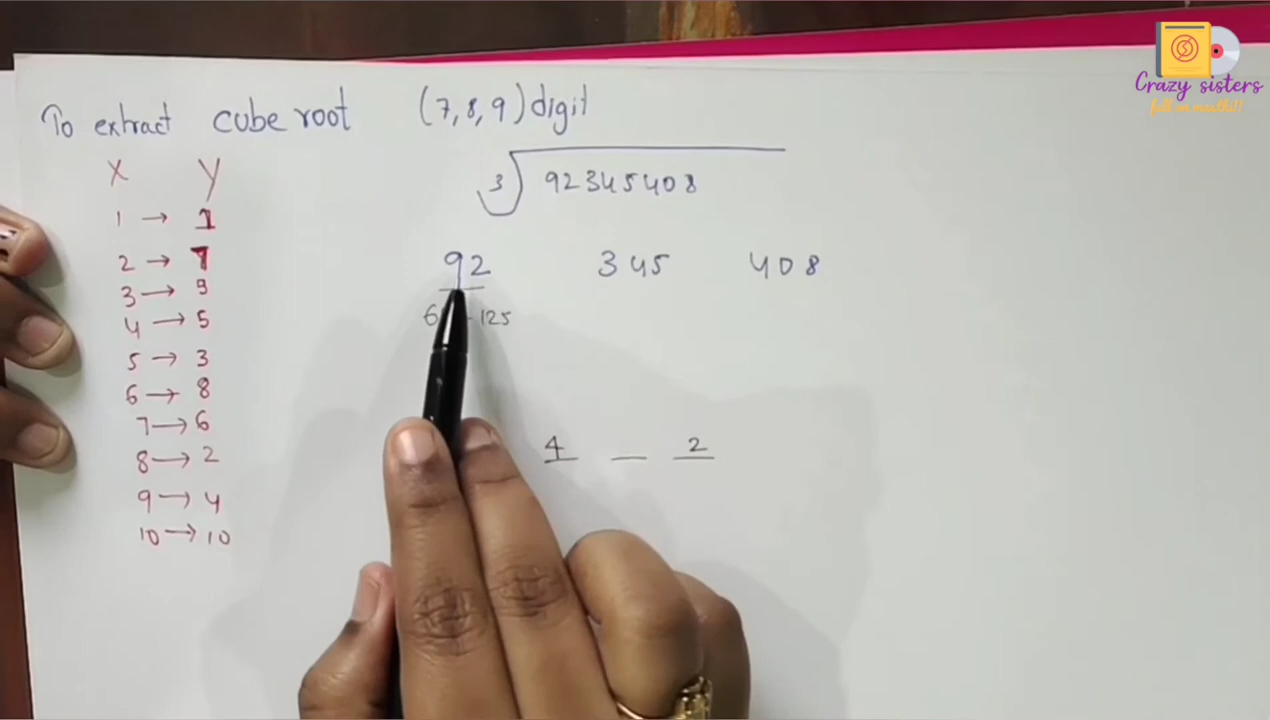 To extract cube root (7,8,9) digit
X Y
1 → 1
2 → 7
3 → 9
4 → 5
5 → 3
6 → 8
7 → 6
8 → 2
9 → 4
10 → 10
3 92345408
92 345 408
125
4 _ 2
Crazy sisters